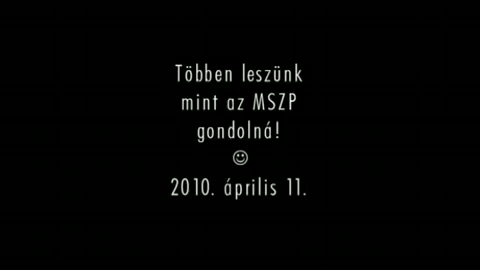 Többen leszünk
mint az MSZP
gondolná!
☺
2010. április 11.